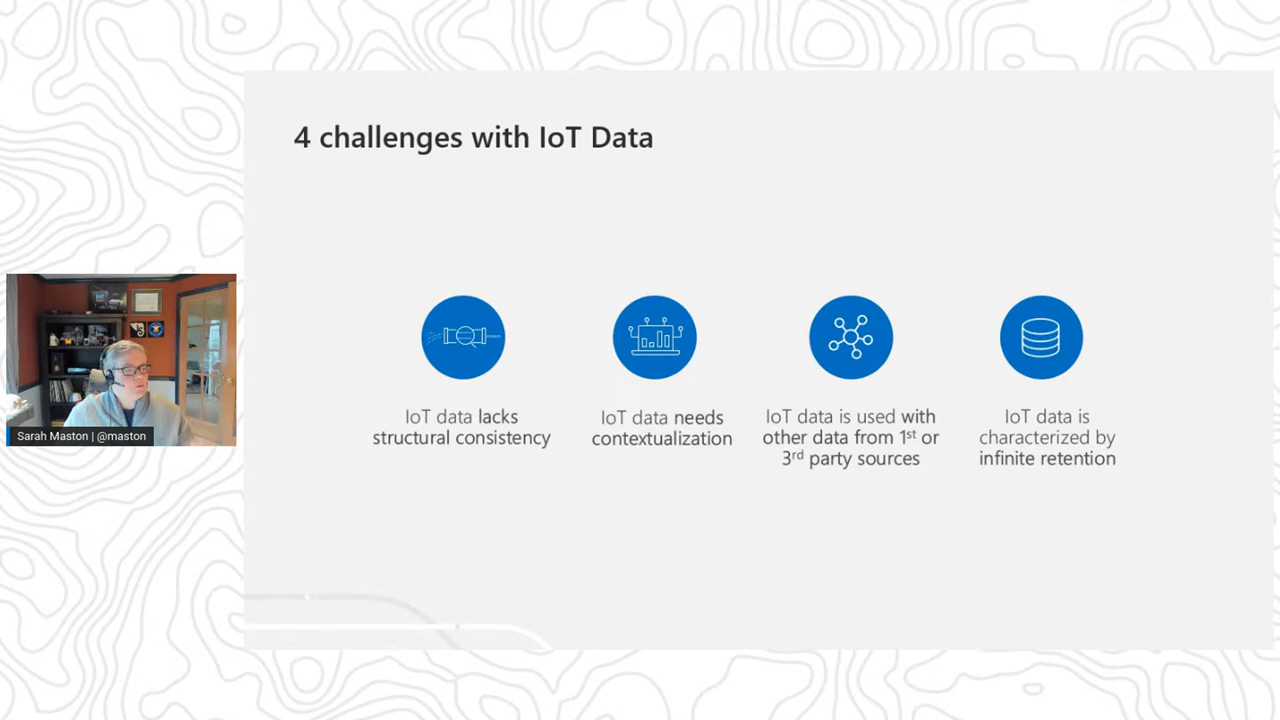 4 challenges with IoT Data
IoT data lacks
structural consistency
IoT data needs
contextualization
IoT data is used with
other data from 1st or
3rd party sources
IoT data is
characterized by
infinite retention
Sarah Maston | @maston